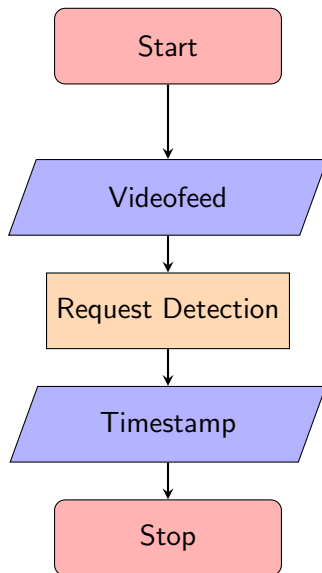 Start
Videofeed
Request Detection
Timestamp
Stop